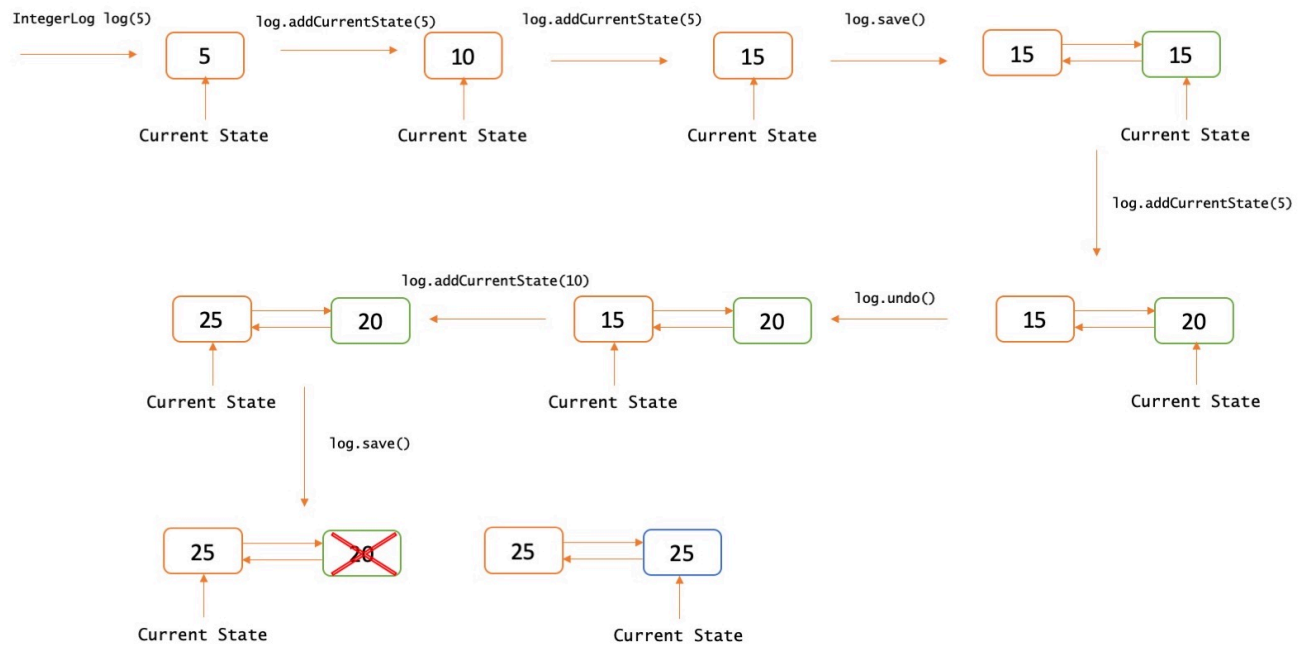 IntegerLog log(5)
log.addCurrentState(5)
log.addCurrentState(5)
log.save()
5
10
15
15
15
Current State
Current State
Current State
Current State
log.addCurrentState(5)
log.addCurrentState(10)
log.undo()
25
20
15
20
15
20
Current State
Current State
Current State
log.save()
25
20
25
25
Current State
Current State